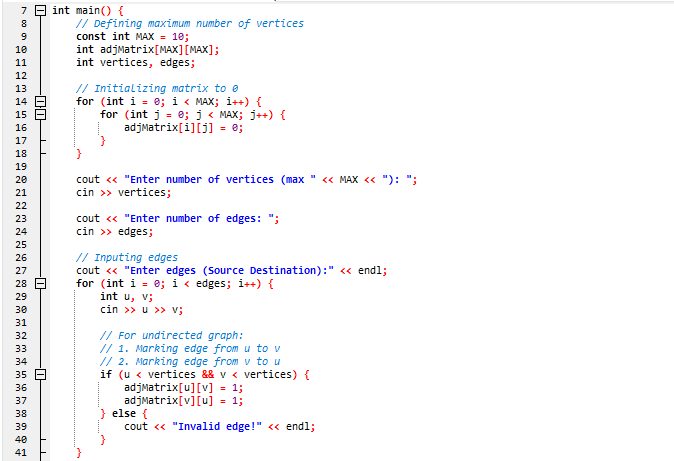 7 int main() {
8 // Defining maximum number of vertices
9 const int MAX = 10;
10 int adjMatrix[MAX][MAX];
11 int vertices, edges;
12
13 // Initializing matrix to 0
14 for (int i = 0; i < MAX; i++) {
15 for (int j = 0; j < MAX; j++) {
16 adjMatrix[i][j] = 0;
17 }
18 }
19
20 cout << "Enter number of vertices (max " << MAX << "): ";
21 cin >> vertices;
22
23 cout << "Enter number of edges: ";
24 cin >> edges;
25
26 // Inputing edges
27 cout << "Enter edges (Source Destination):" << endl;
28 for (int i = 0; i < edges; i++) {
29 int u, v;
30 cin >> u >> v;
31
32 // For undirected graph:
33 // 1. Marking edge from u to v
34 // 2. Marking edge from v to u
35 if (u < vertices && v < vertices) {
36 adjMatrix[u][v] = 1;
37 adjMatrix[v][u] = 1;
38 } else {
39 cout << "Invalid edge!" << endl;
40 }
41 }